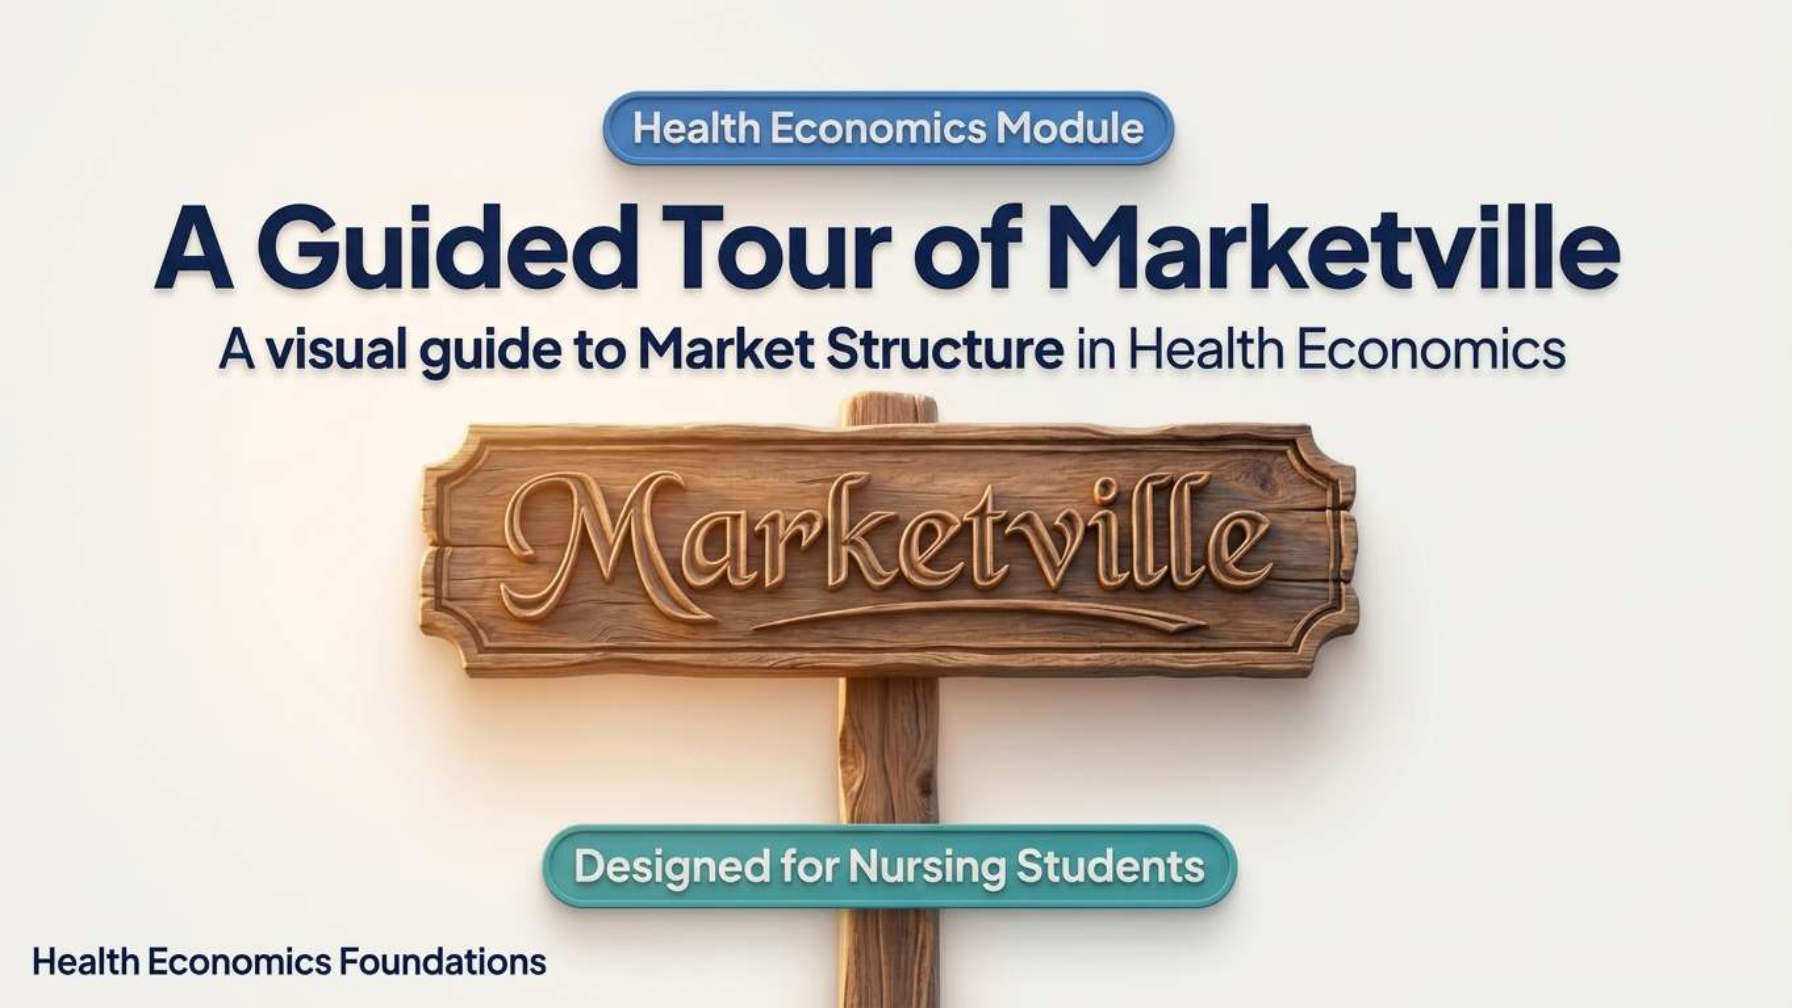 Health Economics Module
A Guided Tour of Marketville
A visual guide to Market Structure in Health Economics
Marketville
Designed for Nursing Students
Health Economics Foundations